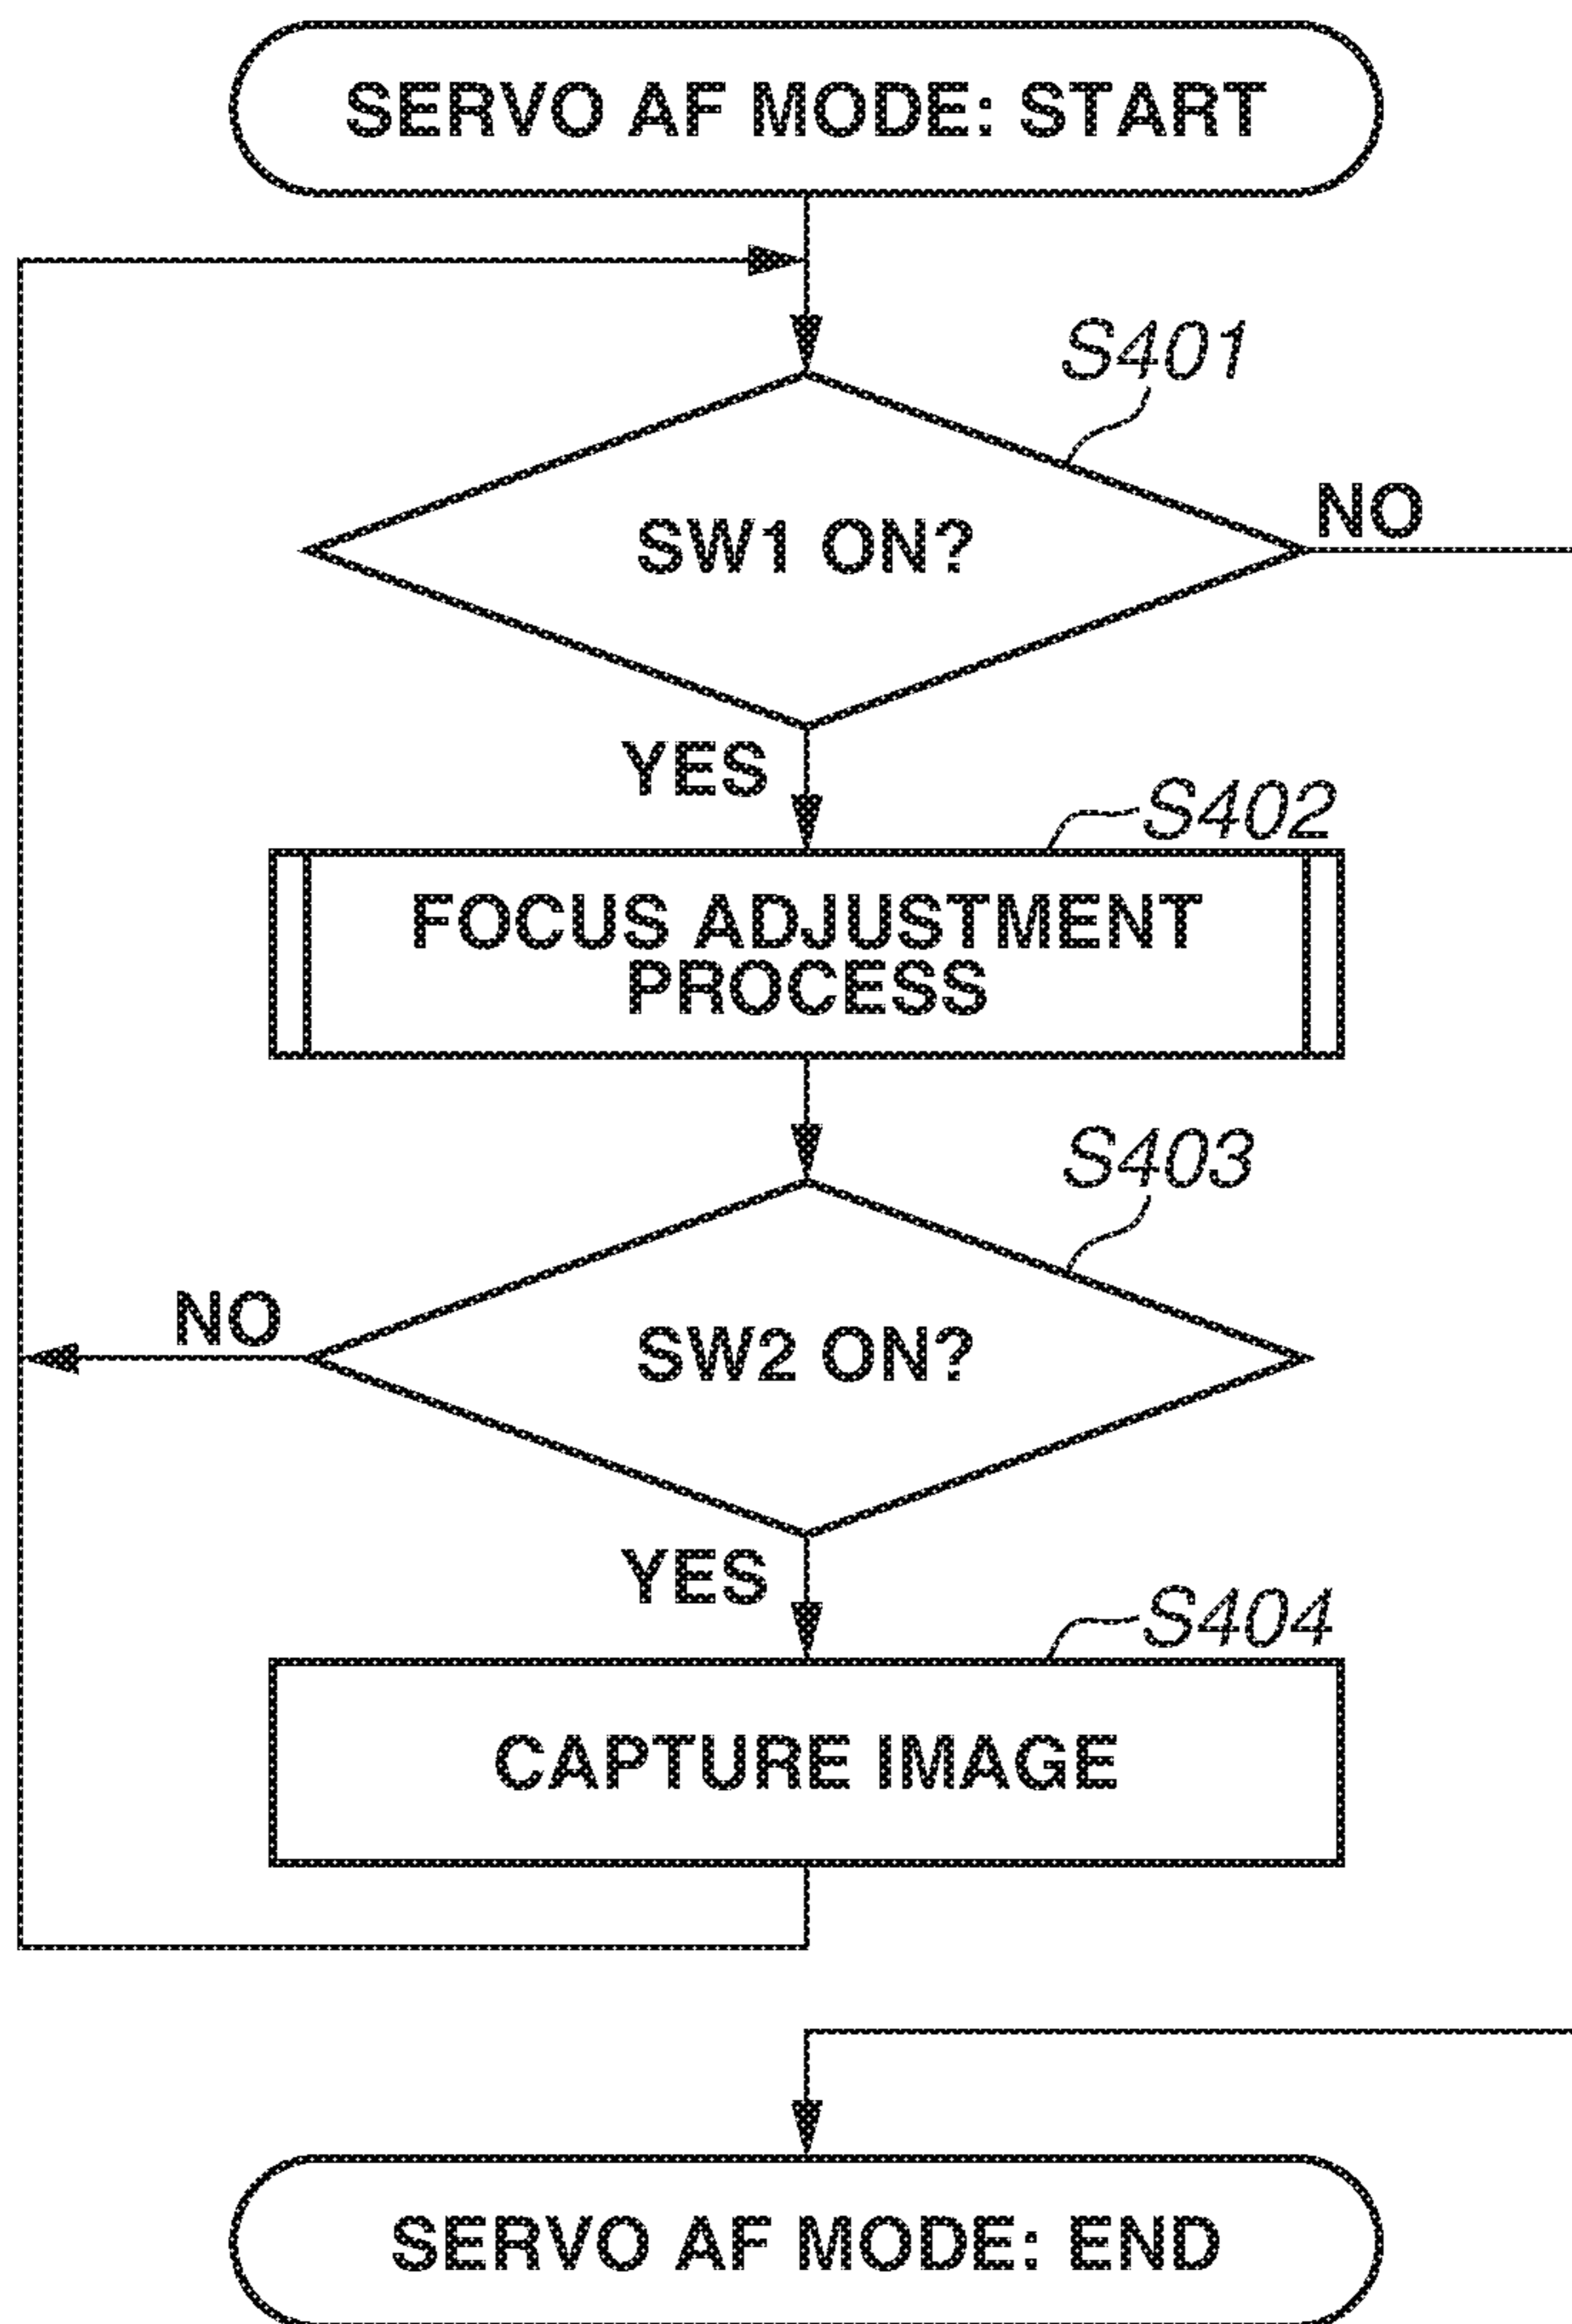 SERVO AF MODE: START
S401
SW1 ON?
NO
YES
S402
FOCUS ADJUSTMENT
PROCESS
S403
NO
SW2 ON?
YES
S404
CAPTURE IMAGE
SERVO AF MODE: END